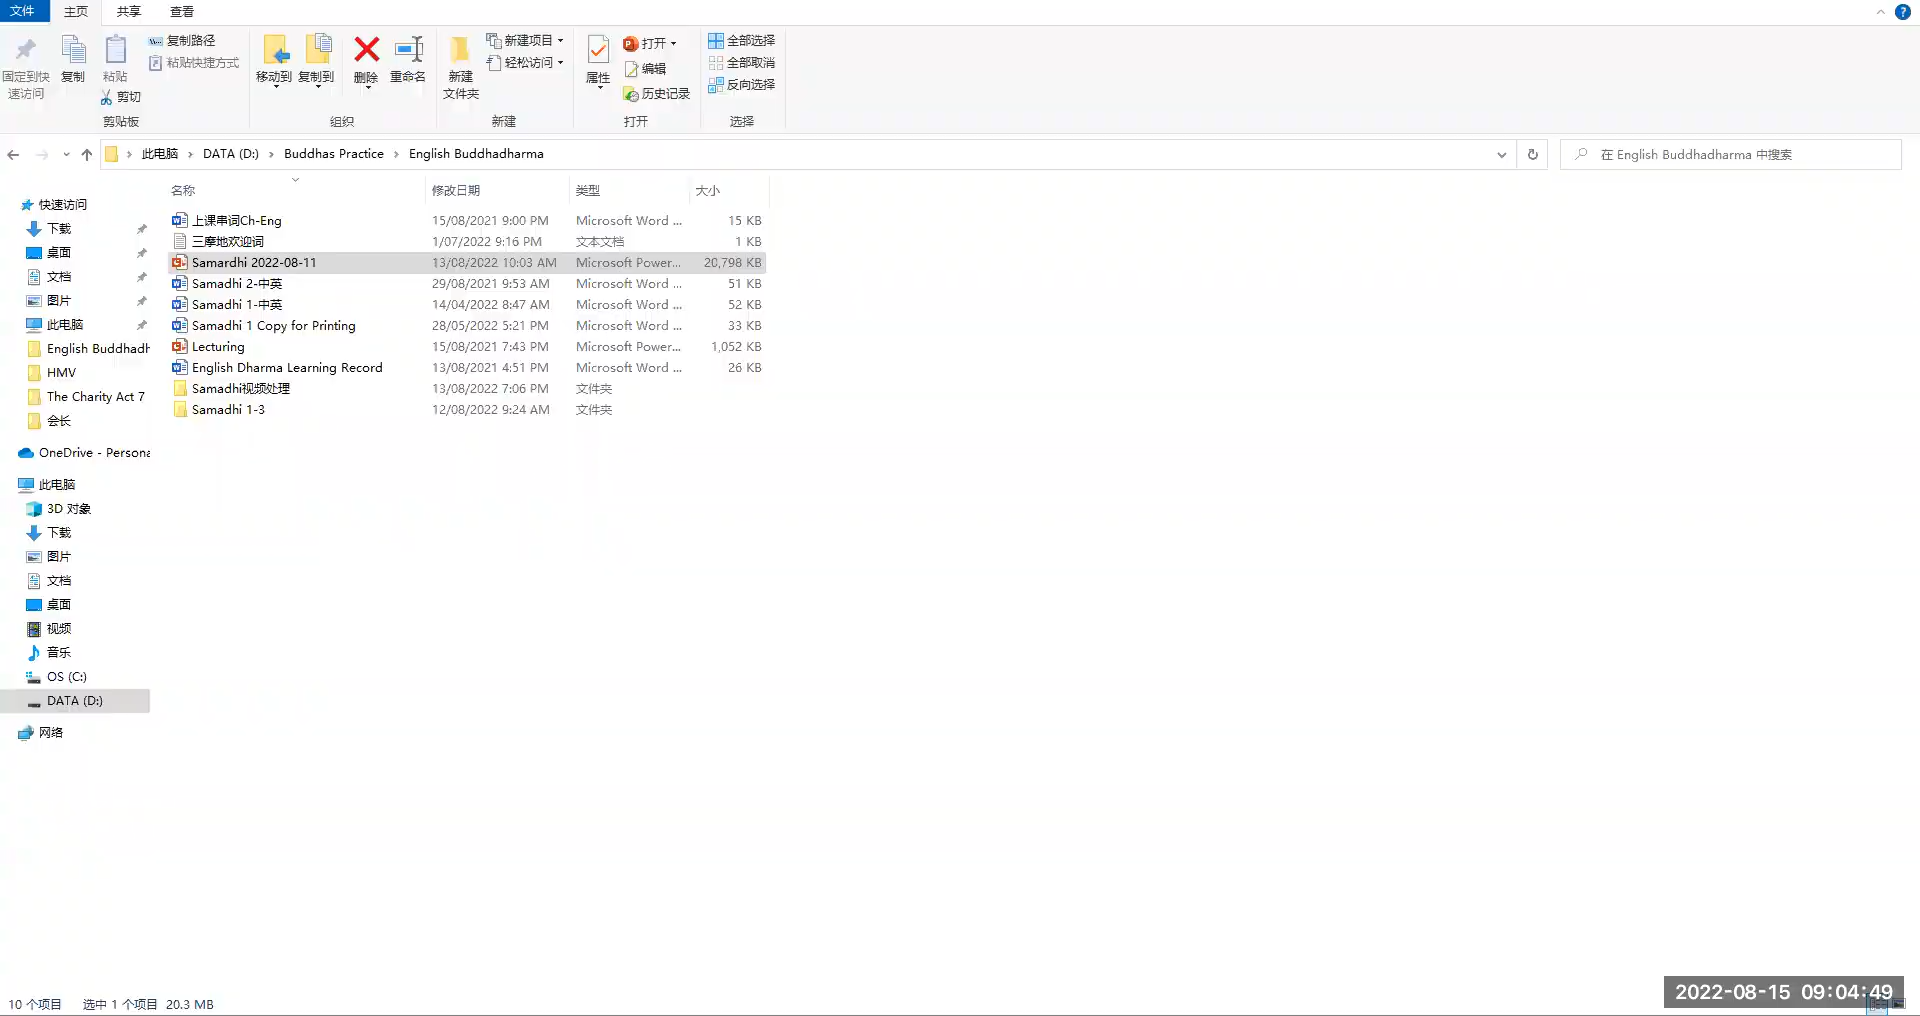 文件 主页 共享 查看
固定到快速访问 复制 粘贴 复制路径 粘贴快捷方式 剪切
移动到 复制到 删除 重命名 新建文件夹 新建项目 轻松访问
属性 打开 编辑 历史记录 全部选择 全部取消 反向选择
剪贴板 组织 新建 打开 选择
此电脑 › DATA (D:) › Buddhas Practice › English Buddhadharma
在 English Buddhadharma 中搜索
名称 修改日期 类型 大小
上课串词Ch-Eng 15/08/2021 9:00 PM Microsoft Word ... 15 KB
三摩地欢迎词 1/07/2022 9:16 PM 文本文档 1 KB
Samardhi 2022-08-11 13/08/2022 10:03 AM Microsoft Power... 20,798 KB
Samadhi 2-中英 29/08/2021 9:53 AM Microsoft Word ... 51 KB
Samadhi 1-中英 14/04/2022 8:47 AM Microsoft Word ... 52 KB
Samadhi 1 Copy for Printing 28/05/2022 5:21 PM Microsoft Word ... 33 KB
Lecturing 15/08/2021 7:43 PM Microsoft Power... 1,052 KB
English Dharma Learning Record 13/08/2021 4:51 PM Microsoft Word ... 26 KB
Samadhi视频处理 13/08/2022 7:06 PM 文件夹
Samadhi 1-3 12/08/2022 9:24 AM 文件夹
快速访问
下载
桌面
文档
图片
此电脑
English Buddhadh
HMV
The Charity Act 7
会长
OneDrive - Persona
此电脑
3D 对象
下载
图片
文档
桌面
视频
音乐
OS (C:)
DATA (D:)
网络
10 个项目 选中 1 个项目 20.3 MB
2022-08-15 09:04:49